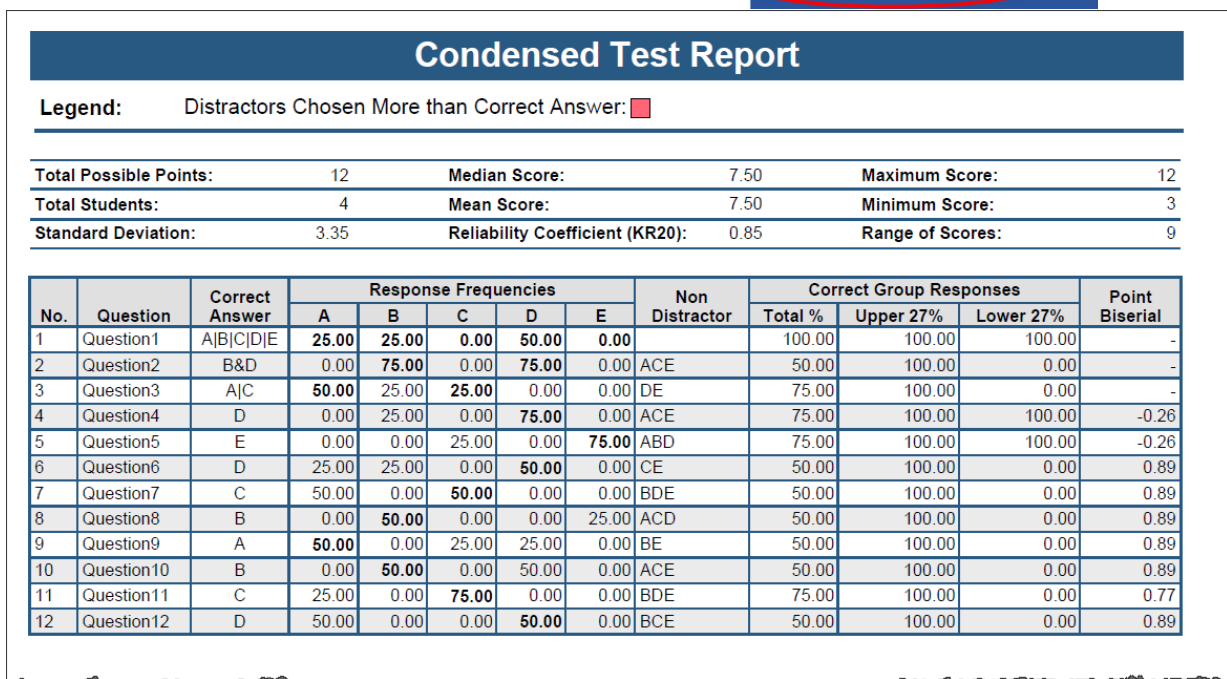 Condensed Test Report
Legend: Distractors Chosen More than Correct Answer:
Total Possible Points: 12 Median Score: 7.50 Maximum Score: 12
Total Students: 4 Mean Score: 7.50 Minimum Score: 3
Standard Deviation: 3.35 Reliability Coefficient (KR20): 0.85 Range of Scores: 9
No. Question Correct Answer Response Frequencies Non Distractor Correct Group Responses Point Biserial
A B C D E Total % Upper 27% Lower 27%
1 Question1 A|B|C|D|E 25.00 25.00 0.00 50.00 0.00 100.00 100.00 100.00 -
2 Question2 B&D 0.00 75.00 0.00 75.00 0.00 ACE 50.00 100.00 0.00 -
3 Question3 A|C 50.00 25.00 25.00 0.00 0.00 DE 75.00 100.00 0.00 -
4 Question4 D 0.00 25.00 0.00 75.00 0.00 ACE 75.00 100.00 100.00 -0.26
5 Question5 E 0.00 0.00 25.00 0.00 75.00 ABD 75.00 100.00 100.00 -0.26
6 Question6 D 25.00 25.00 0.00 50.00 0.00 CE 50.00 100.00 0.00 0.89
7 Question7 C 50.00 0.00 50.00 0.00 0.00 BDE 50.00 100.00 0.00 0.89
8 Question8 B 0.00 50.00 0.00 0.00 25.00 ACD 50.00 100.00 0.00 0.89
9 Question9 A 50.00 0.00 25.00 25.00 0.00 BE 50.00 100.00 0.00 0.89
10 Question10 B 0.00 50.00 0.00 50.00 0.00 ACE 50.00 100.00 0.00 0.89
11 Question11 C 25.00 0.00 75.00 0.00 0.00 BDE 75.00 100.00 0.00 0.77
12 Question12 D 50.00 0.00 0.00 50.00 0.00 BCE 50.00 100.00 0.00 0.89